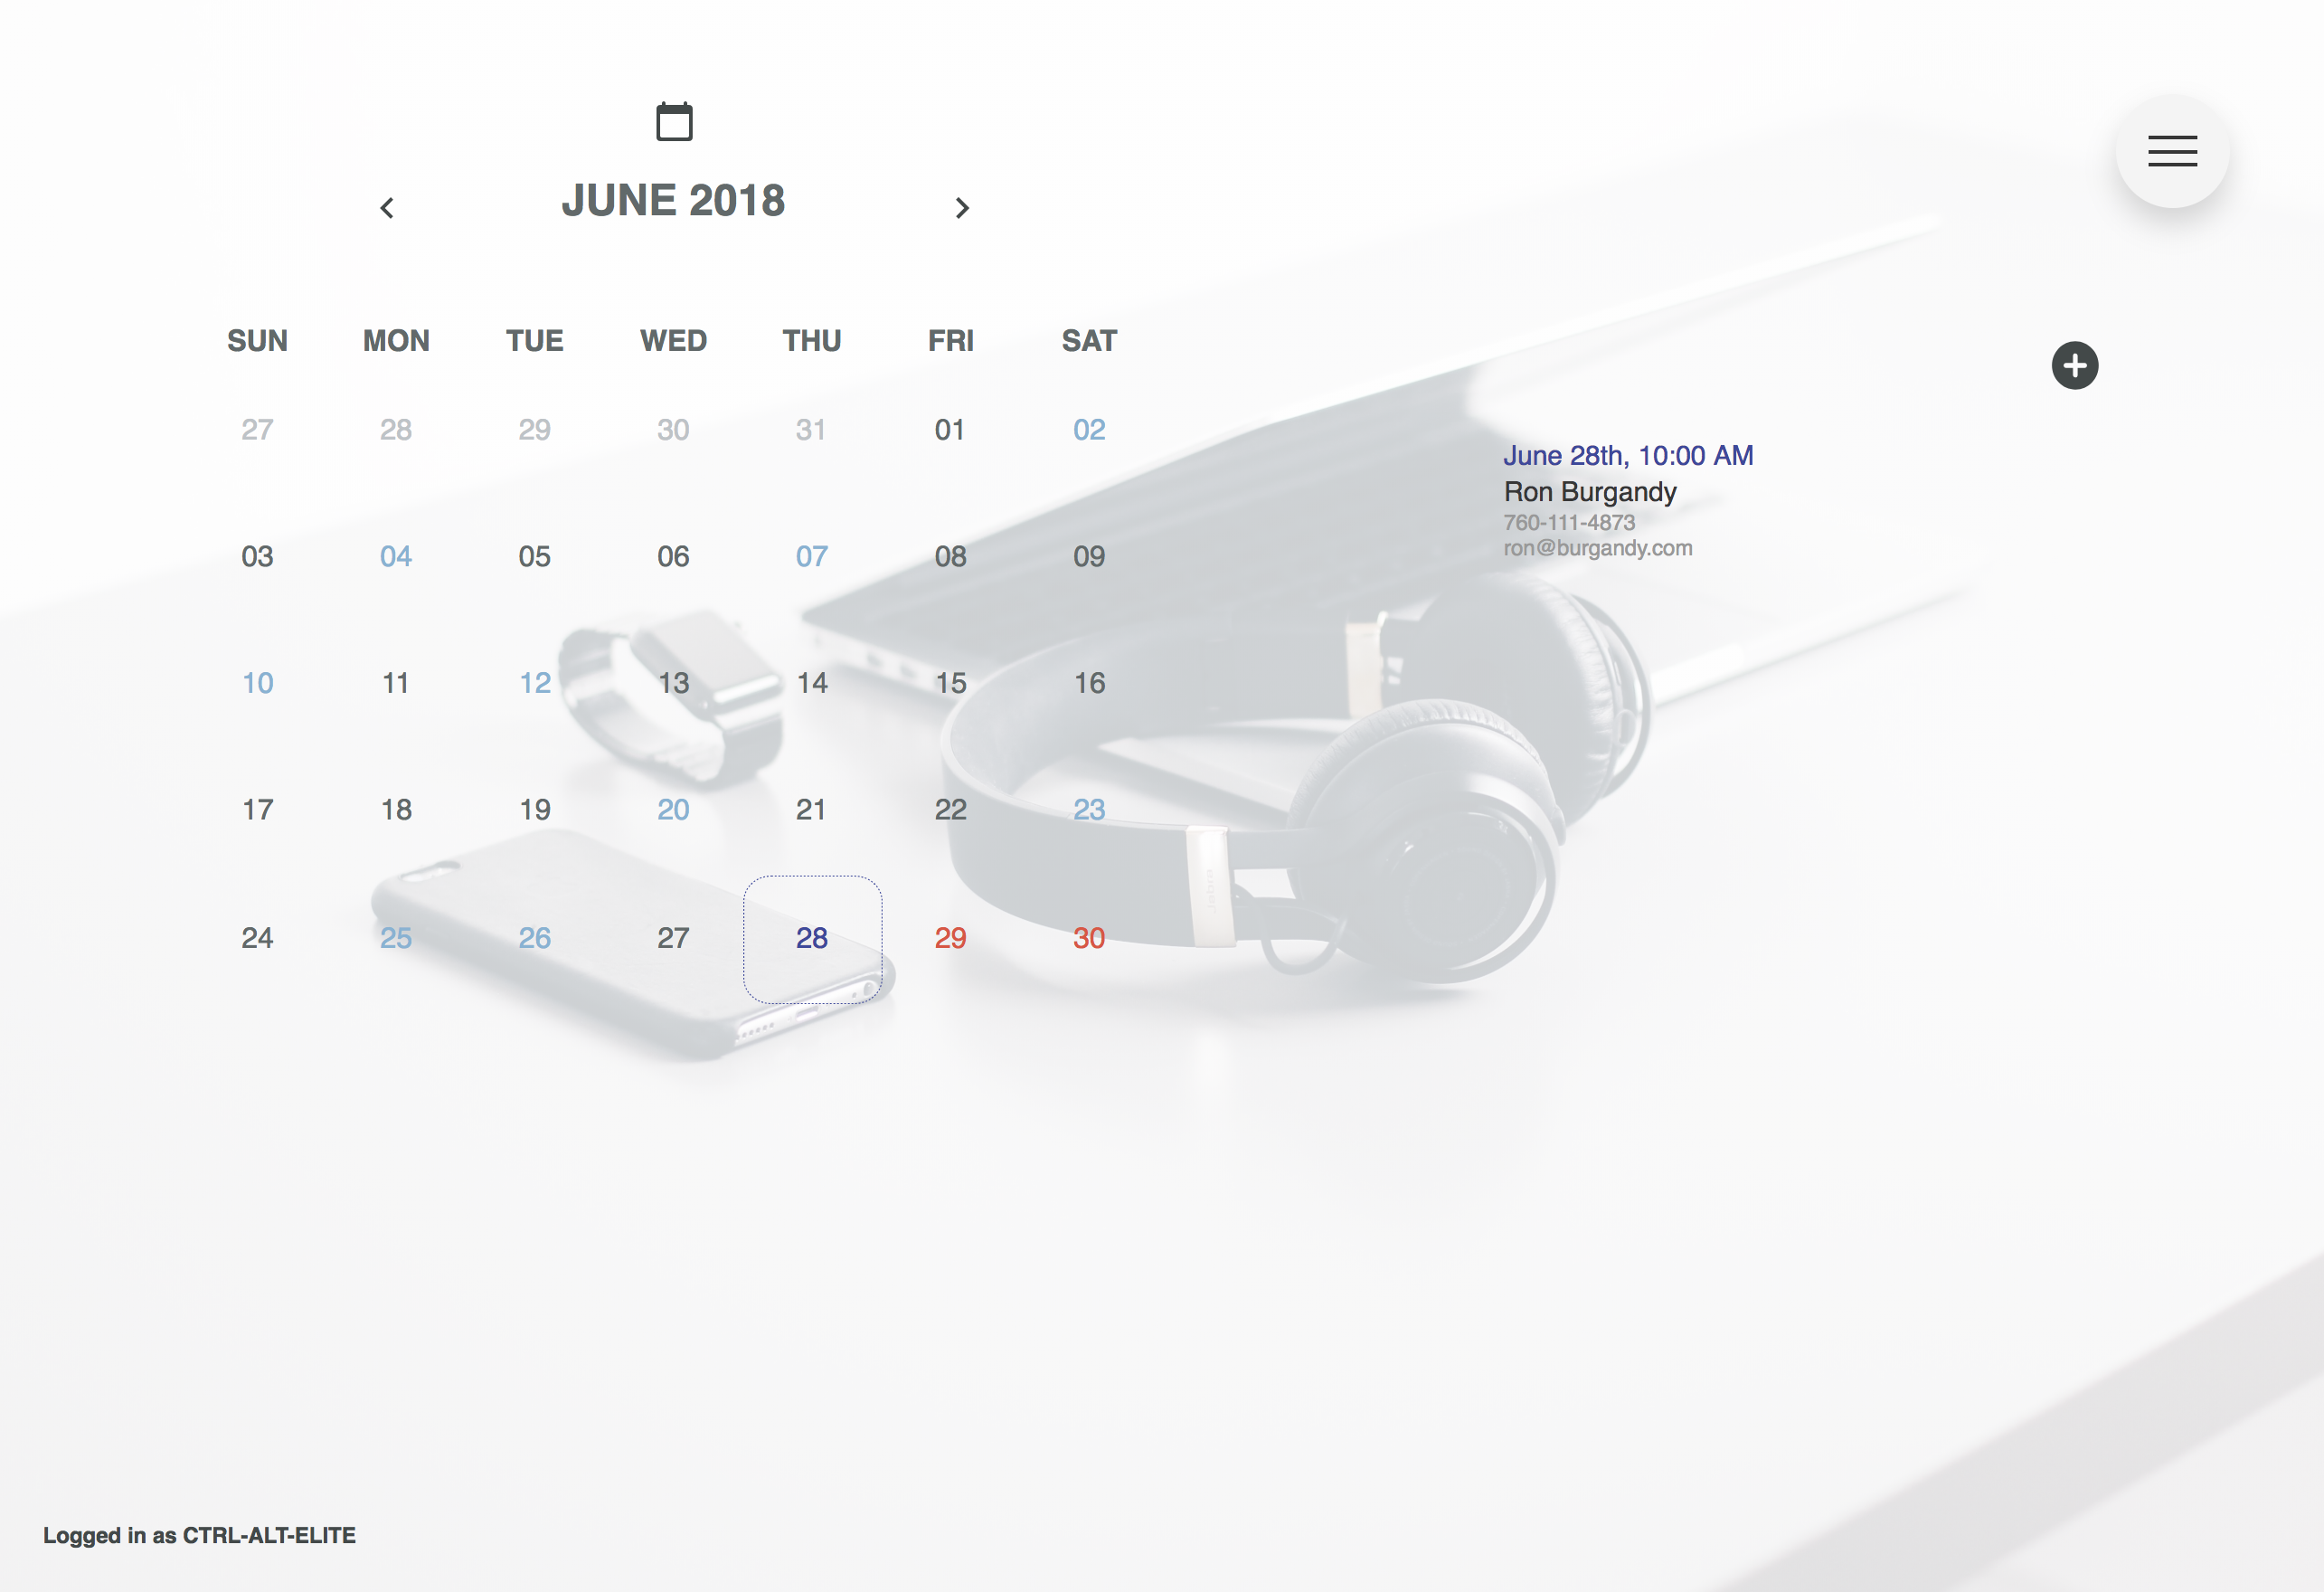 JUNE 2018
SUN MON TUE WED THU FRI SAT
27 28 29 30 31 01 02
03 04 05 06 07 08 09
10 11 12 13 14 15 16
17 18 19 20 21 22 23
24 25 26 27 28 29 30
June 28th, 10:00 AM
Ron Burgandy
760-111-4873
ron@burgandy.com
Logged in as CTRL-ALT-ELITE